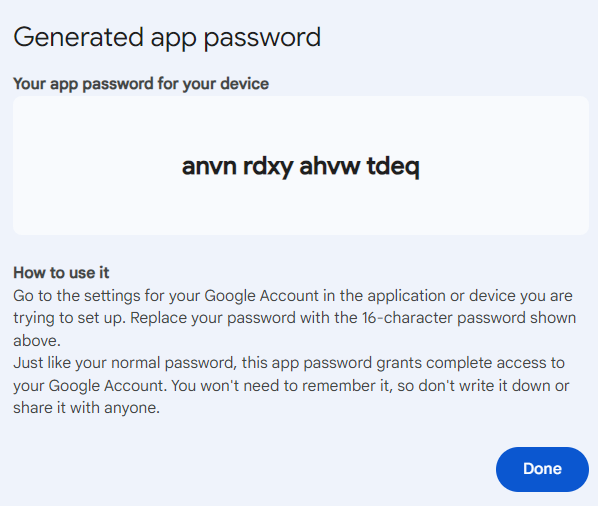 Generated app password
Your app password for your device
anvn rdxy ahvw tdeq
How to use it
Go to the settings for your Google Account in the application or device you are
trying to set up. Replace your password with the 16-character password shown
above.
Just like your normal password, this app password grants complete access to
your Google Account. You won't need to remember it, so don't write it down or
share it with anyone.
Done